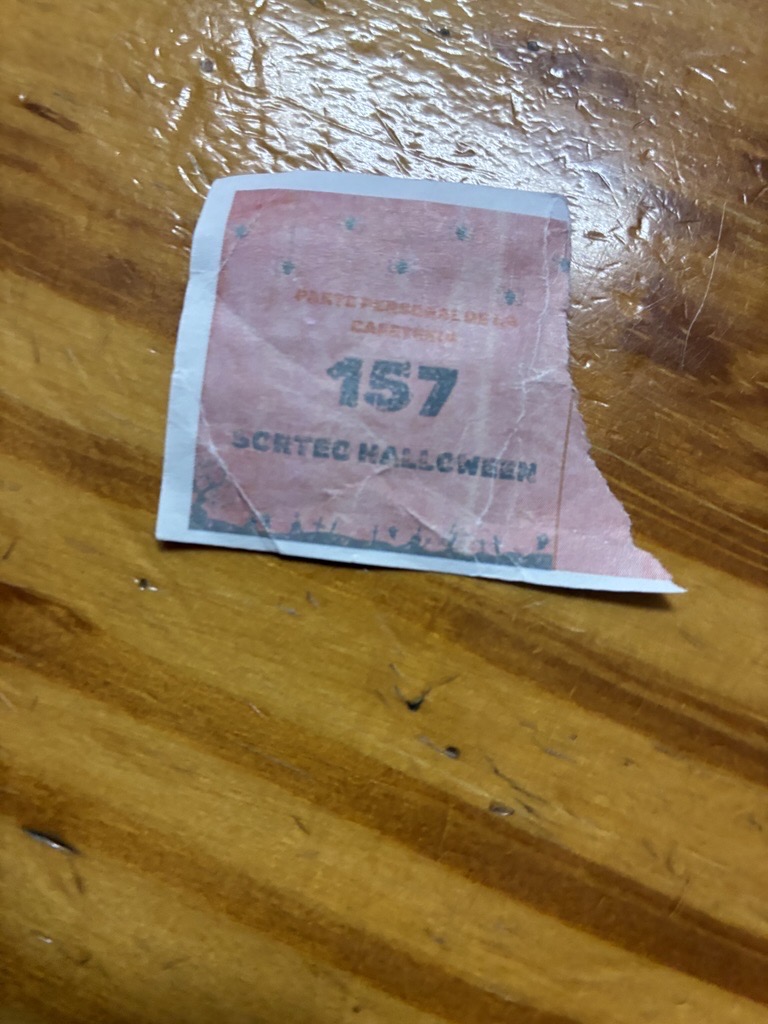 PARTE PERSONAL DE LA
CAFETERIA
157
SORTEO HALLOWEEN